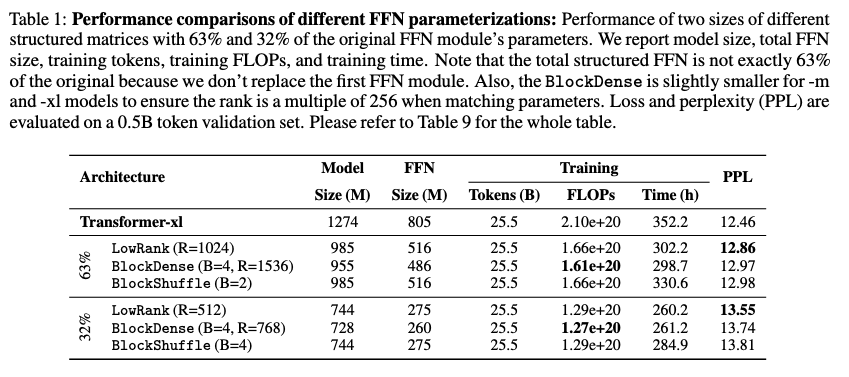 Table 1: Performance comparisons of different FFN parameterizations: Performance of two sizes of different
structured matrices with 63% and 32% of the original FFN module's parameters. We report model size, total FFN
size, training tokens, training FLOPs, and training time. Note that the total structured FFN is not exactly 63%
of the original because we don't replace the first FFN module. Also, the BlockDense is slightly smaller for -m
and -xl models to ensure the rank is a multiple of 256 when matching parameters. Loss and perplexity (PPL) are
evaluated on a 0.5B token validation set. Please refer to Table 9 for the whole table.
Architecture Model Size (M) FFN Size (M) Training PPL
Tokens (B) FLOPs Time (h)
Transformer-xl 1274 805 25.5 2.10e+20 352.2 12.46
63%
LowRank (R=1024) 985 516 25.5 1.66e+20 302.2 12.86
BlockDense (B=4, R=1536) 955 486 25.5 1.61e+20 298.7 12.97
BlockShuffle (B=2) 985 516 25.5 1.66e+20 330.6 12.98
32%
LowRank (R=512) 744 275 25.5 1.29e+20 260.2 13.55
BlockDense (B=4, R=768) 728 260 25.5 1.27e+20 261.2 13.74
BlockShuffle (B=4) 744 275 25.5 1.29e+20 284.9 13.81